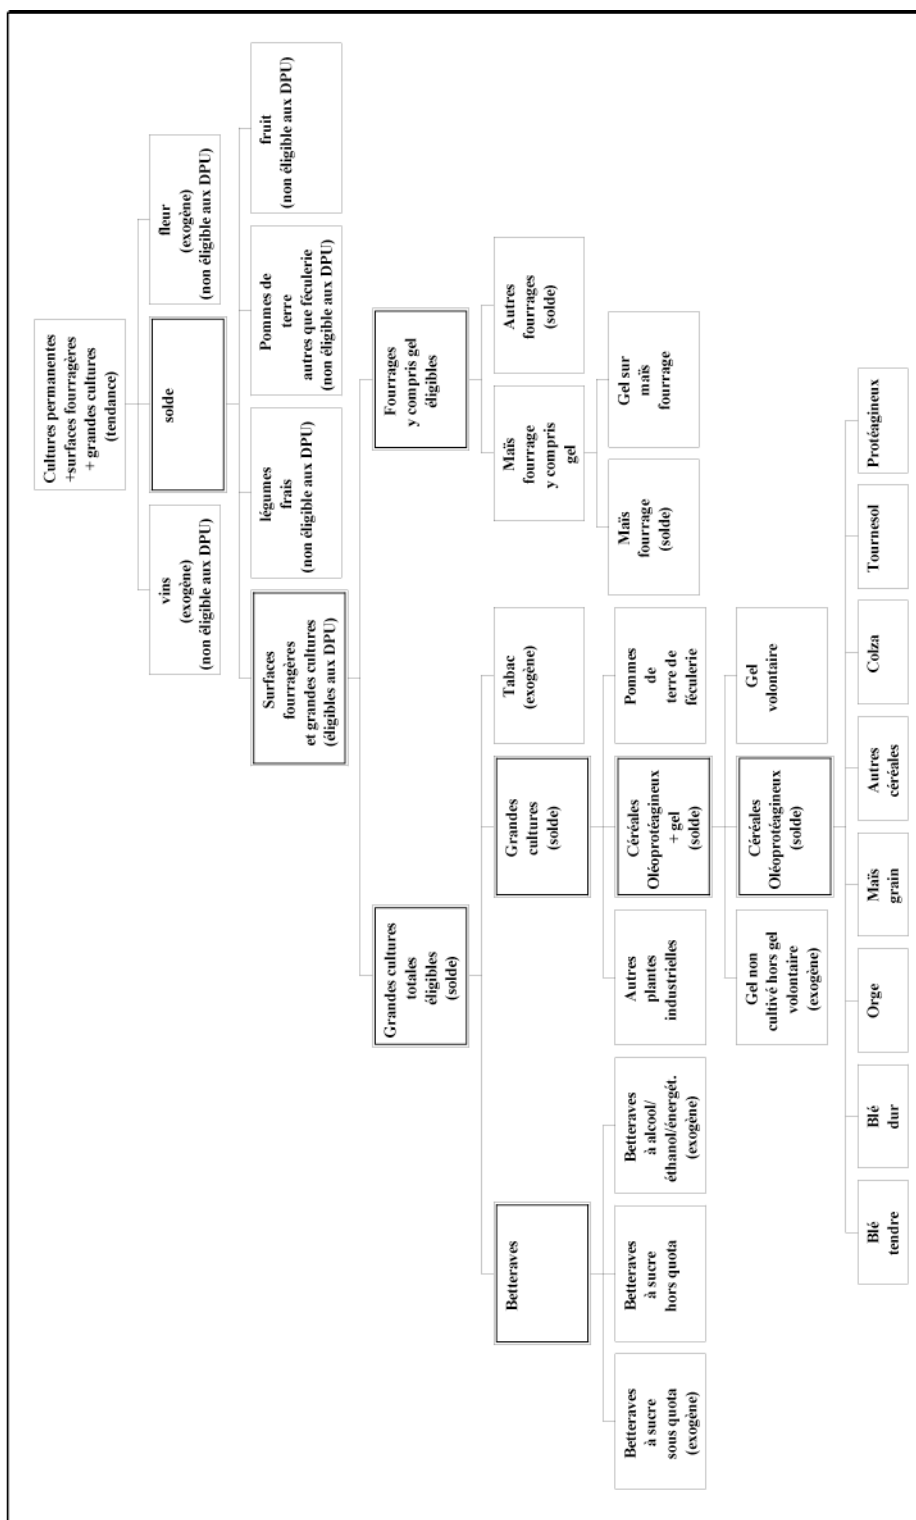 Cultures permanentes
+surfaces fourragères
+ grandes cultures
(tendance)
vins
(exogène)
(non éligible aux DPU)
solde
fleur
(exogène)
(non éligible aux DPU)
Surfaces
fourragères
et grandes cultures
(éligibles aux DPU)
légumes
frais
(non éligible aux DPU)
Pommes de
terre
autres que féculerie
(non éligible aux DPU)
fruit
(non éligible aux DPU)
Grandes cultures
totales
éligibles
(solde)
Fourrages
y compris gel
éligibles
Betteraves
Grandes
cultures
(solde)
Tabac
(exogène)
Maïs
fourrage
y compris
gel
Autres
fourrages
(solde)
Betteraves
à sucre
sous quota
(exogène)
Betteraves
à sucre
hors quota
Betteraves
à alcool/
éthanol/énergét.
(exogène)
Autres
plantes
industrielles
Céréales
Oléoprotéagineux
+ gel
(solde)
Pommes
de
terre de
féculerie
Maïs
fourrage
(solde)
Gel sur
maïs
fourrage
Gel non
cultivé hors gel
volontaire
(exogène)
Céréales
Oléoprotéagineux
(solde)
Gel
volontaire
Blé
tendre
Blé
dur
Orge
Maïs
grain
Autres
céréales
Colza
Tournesol
Protéagineux